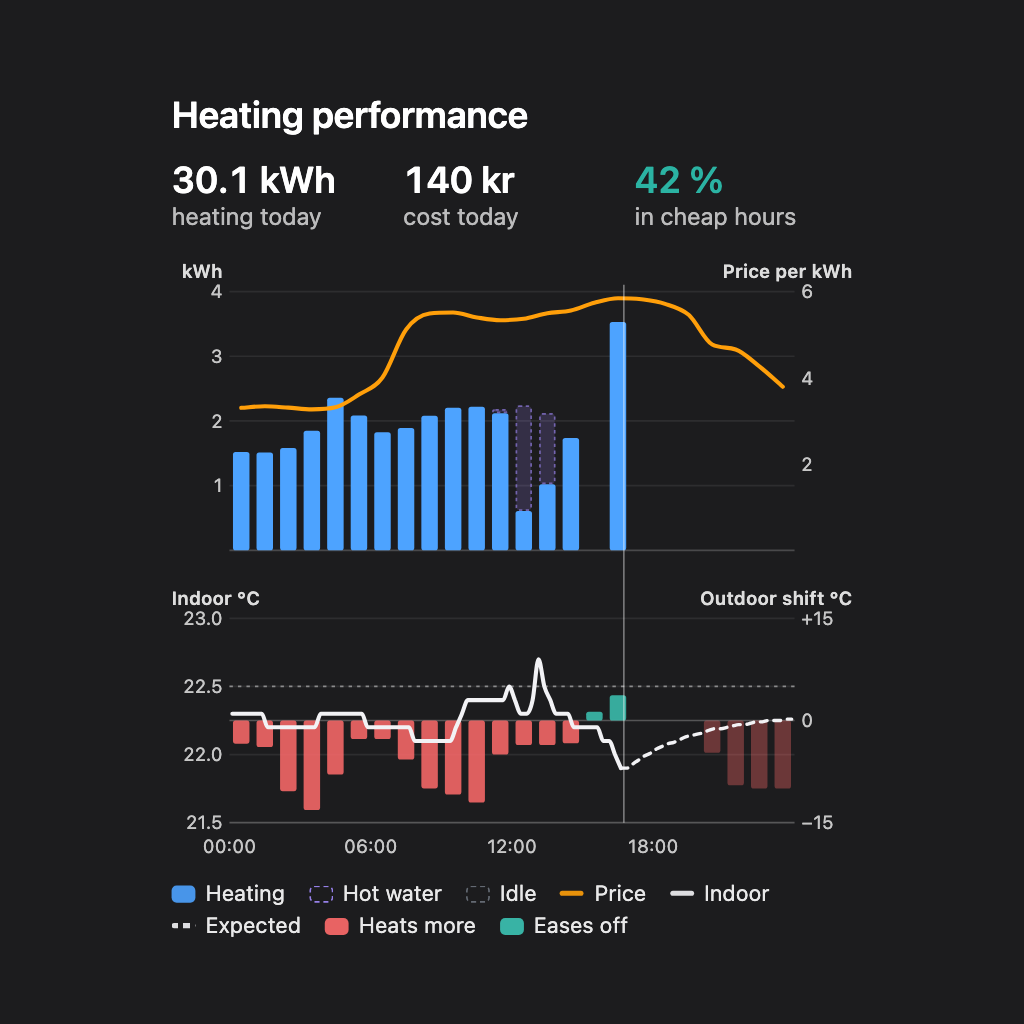 Heating performance
30.1 kWh 140 kr 42 %
heating today cost today in cheap hours
kWh Price per kWh
4 6
3
4
2
2
1
Indoor °C Outdoor shift °C
23.0 +15
22.5
0
22.0
21.5 −15
00:00 06:00 12:00 18:00
Heating Hot water Idle Price Indoor
Expected Heats more Eases off